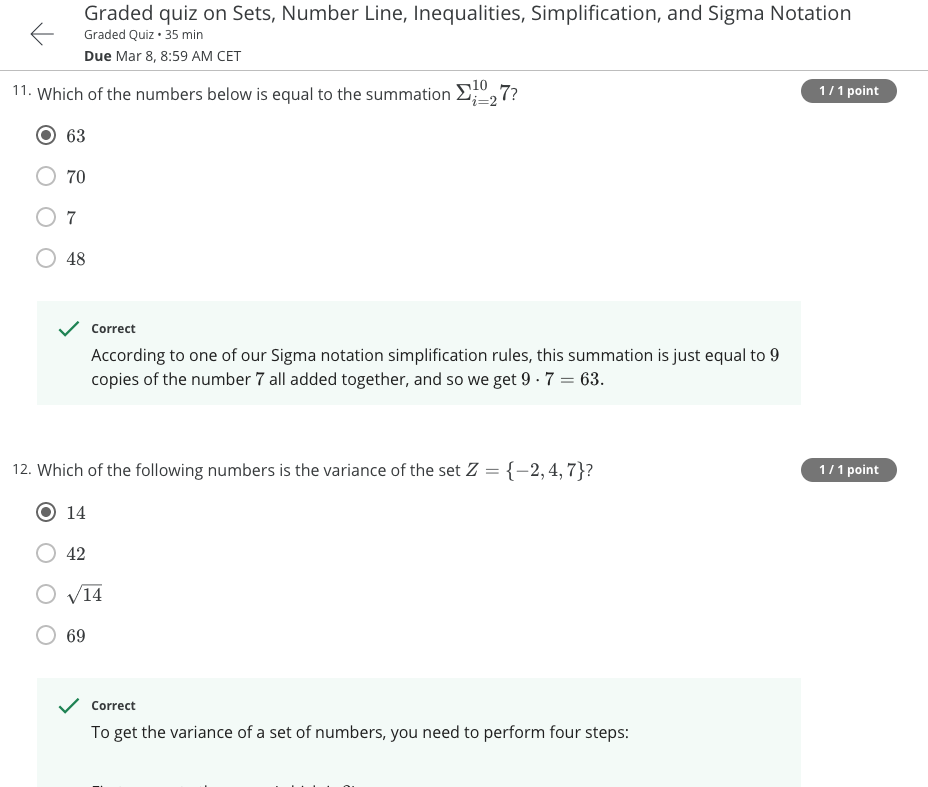 Graded quiz on Sets, Number Line, Inequalities, Simplification, and Sigma Notation
Graded Quiz • 35 min
Due Mar 8, 8:59 AM CET
11. Which of the numbers below is equal to the summation Σ_{i=2}^{10} 7?
1 / 1 point
63
70
7
48
Correct
According to one of our Sigma notation simplification rules, this summation is just equal to 9
copies of the number 7 all added together, and so we get 9 · 7 = 63.
12. Which of the following numbers is the variance of the set Z = {−2, 4, 7}?
1 / 1 point
14
42
√14
69
Correct
To get the variance of a set of numbers, you need to perform four steps: